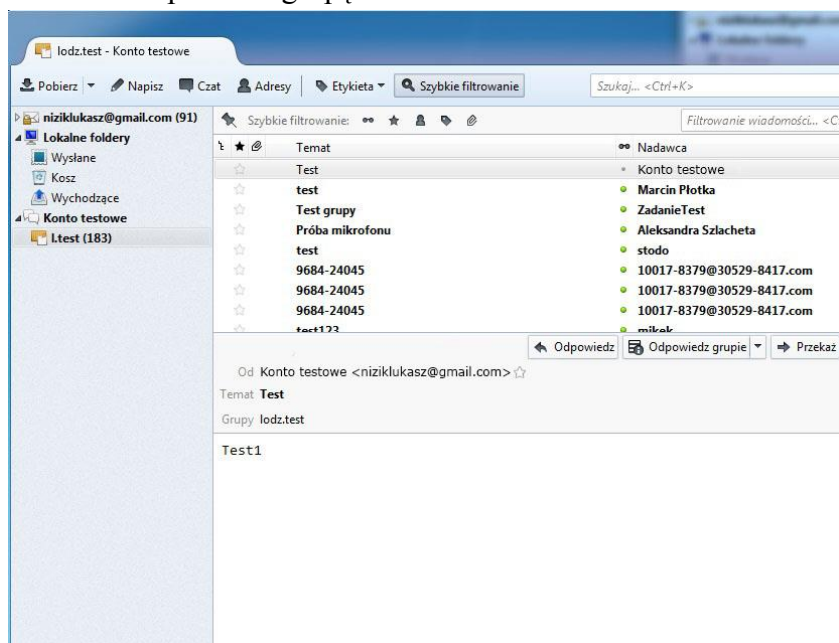 lodz.test - Konto testowe
Pobierz Napisz Czat Adresy Etykieta Szybkie filtrowanie Szukaj... <Ctrl+K>
niziklukasz@gmail.com (91)
Lokalne foldery
Wysłane
Kosz
Wychodzące
Konto testowe
l.test (183)
Szybkie filtrowanie: Filtrowanie wiadomości... <C
Temat Nadawca
Test Konto testowe
test Marcin Płotka
Test grupy ZadanieTest
Próba mikrofonu Aleksandra Szlacheta
test stodo
9684-24045 10017-8379@30529-8417.com
9684-24045 10017-8379@30529-8417.com
9684-24045 10017-8379@30529-8417.com
test123 mikek
Odpowiedz Odpowiedz grupie Przekaż
Od Konto testowe <niziklukasz@gmail.com>
Temat Test
Grupy lodz.test
Test1